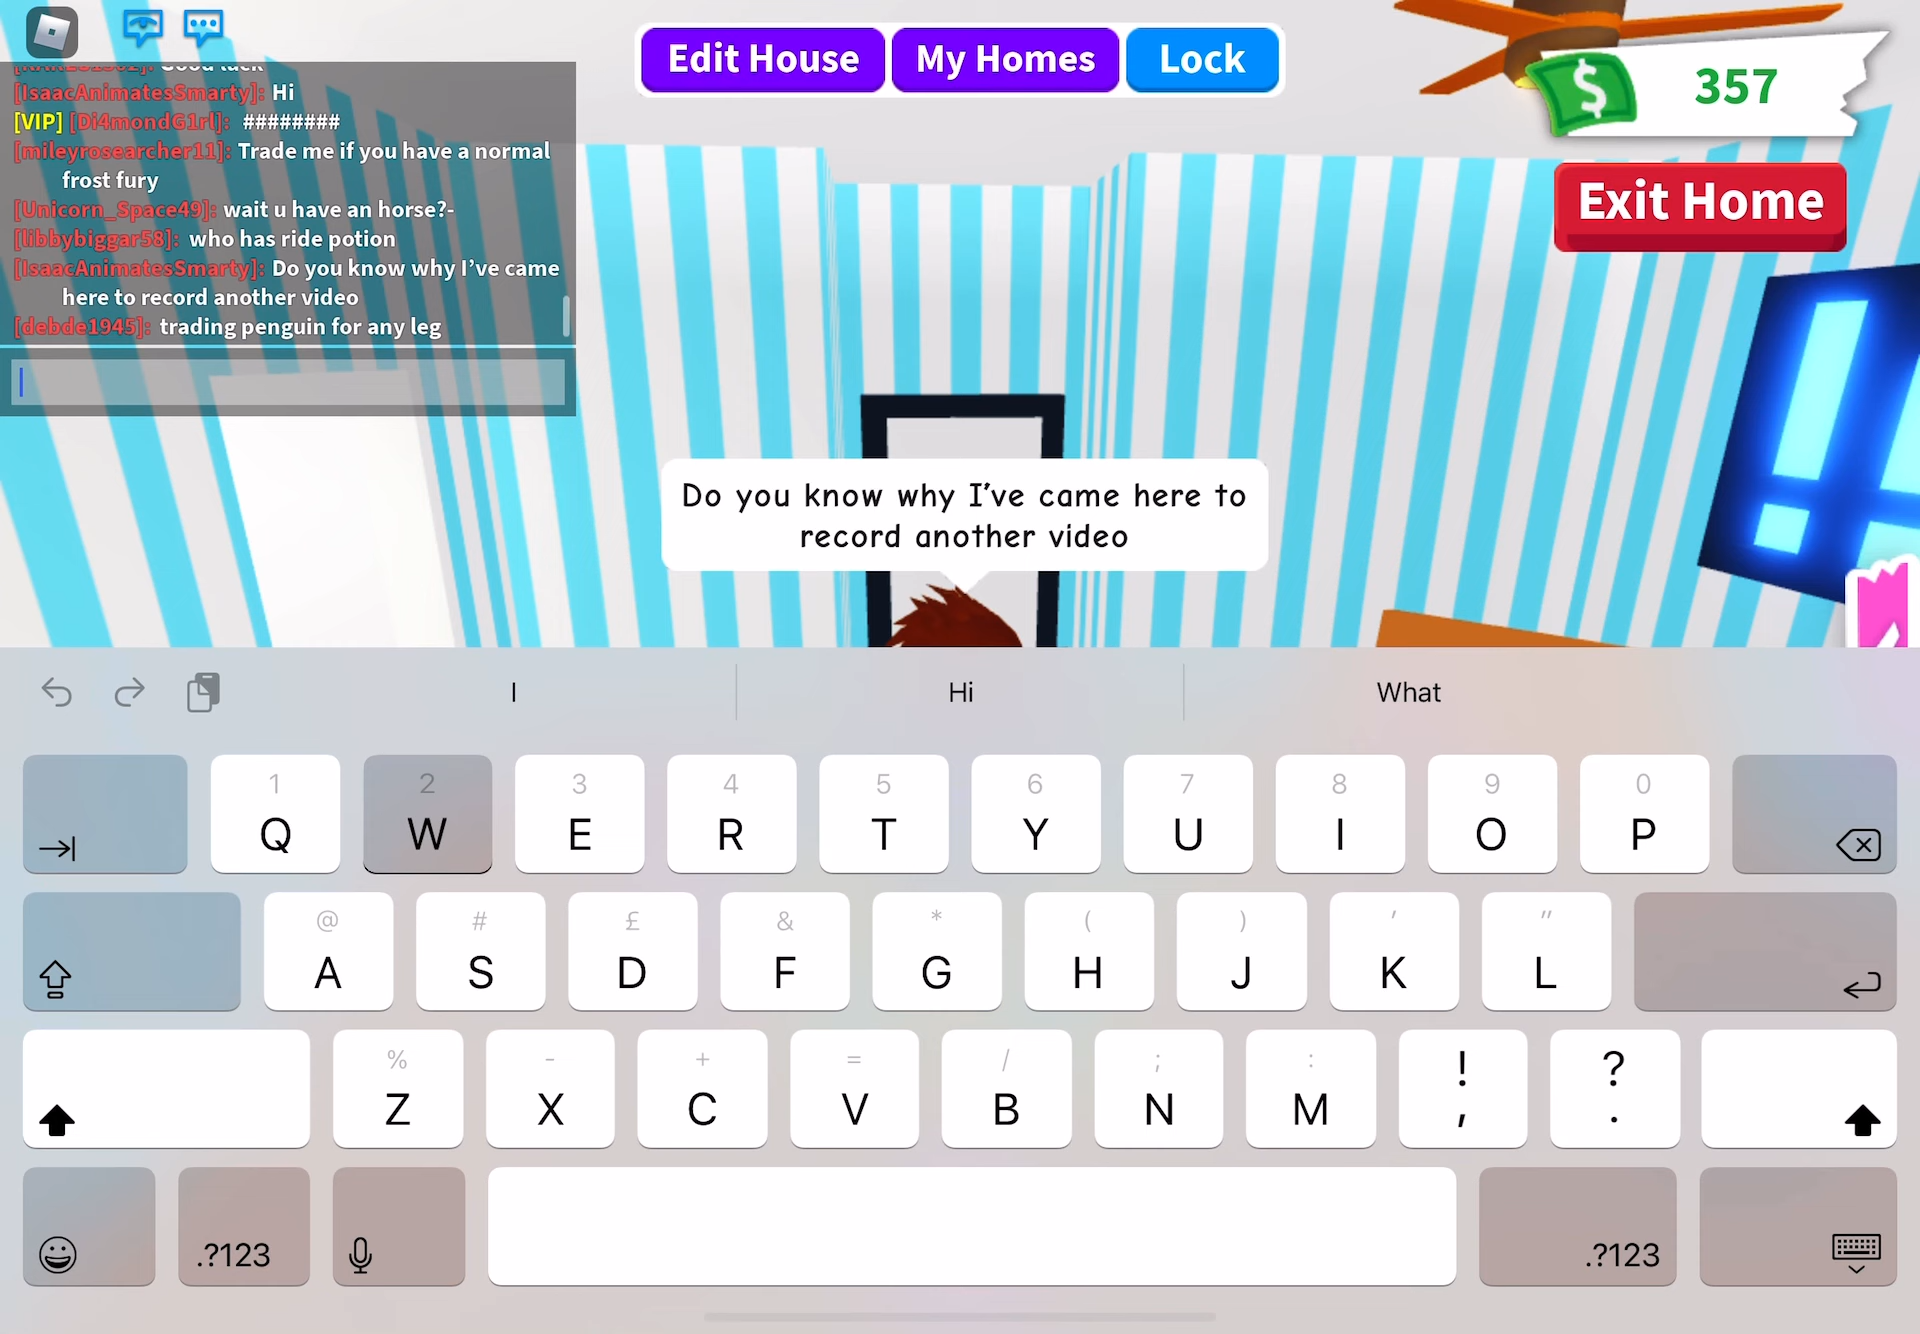 Edit House My Homes Lock
357
Exit Home
Good luck
[IsaacAnimatesSmarty]: Hi
[VIP] [Di4mondG1rl]: ########
[mileyrosearcher11]: Trade me if you have a normal
frost fury
[Unicorn_Space49]: wait u have an horse?-
[libbybiggar58]: who has ride potion
[IsaacAnimatesSmarty]: Do you know why I've came
here to record another video
[debde1945]: trading penguin for any leg
Do you know why I've came here to
record another video
I Hi What
1 2 3 4 5 6 7 8 9 0
Q W E R T Y U I O P
@ # £ & * ( ) ' "
A S D F G H J K L
% - + = / ; : ! ?
Z X C V B N M , .
.?123 .?123